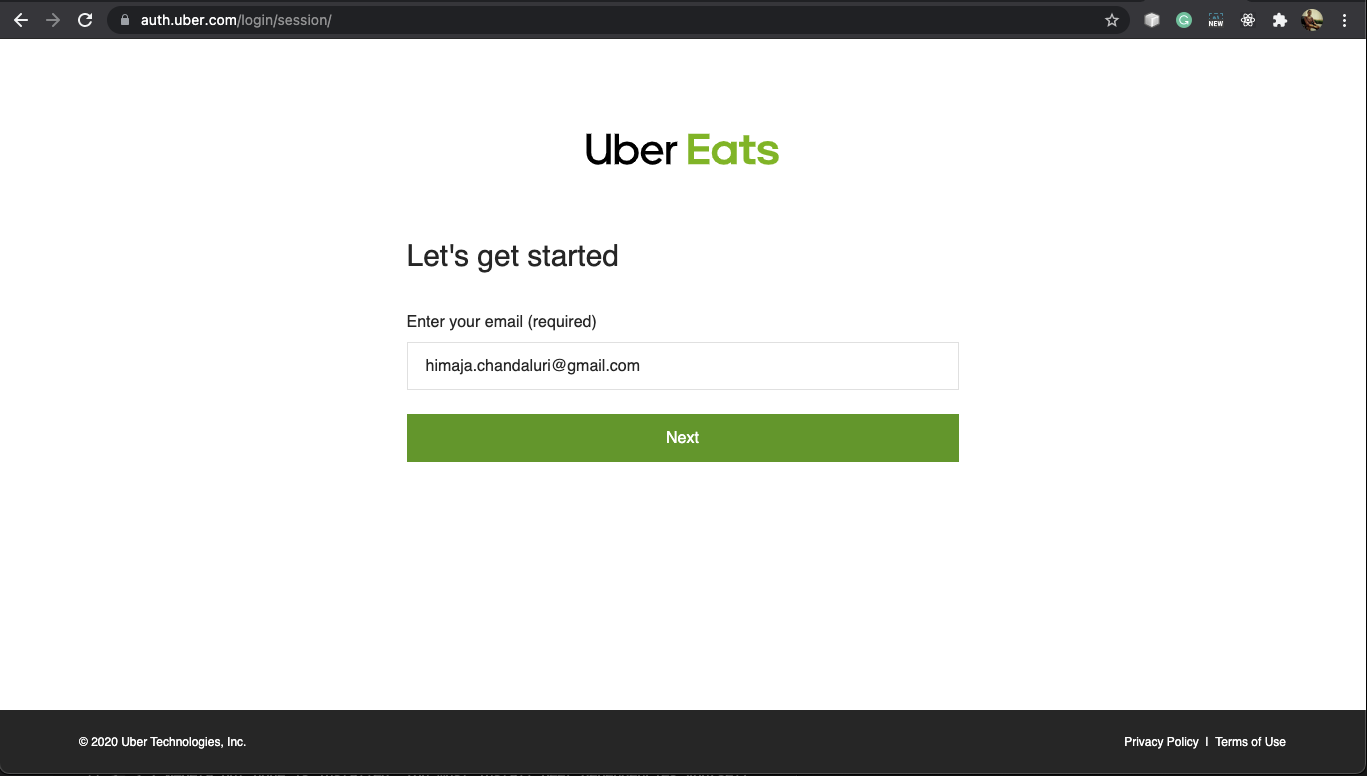 auth.uber.com/login/session/
NEW
Uber Eats
Let's get started
Enter your email (required)
himaja.chandaluri@gmail.com
Next
© 2020 Uber Technologies, Inc.
Privacy Policy | Terms of Use